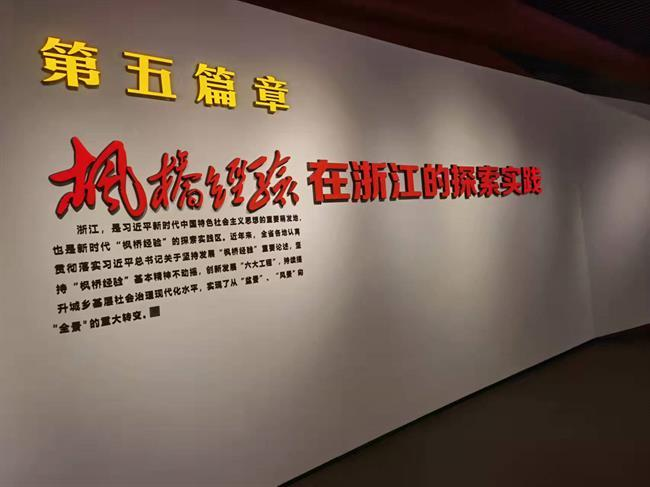 第五篇章
枫桥经验在浙江的探索实践
浙江，是习近平新时代中国特色社会主义思想的重要萌发地，
也是新时代“枫桥经验”的探索实践区。近年来，全省各地认真
贯彻落实习近平总书记关于坚持发展“枫桥经验”重要论述，坚
持“枫桥经验”基本精神不动摇，创新发展“六大工程”，持续提
升城乡基层社会治理现代化水平，实现了从“盆景”、“风景”向
“全景”的重大转变。